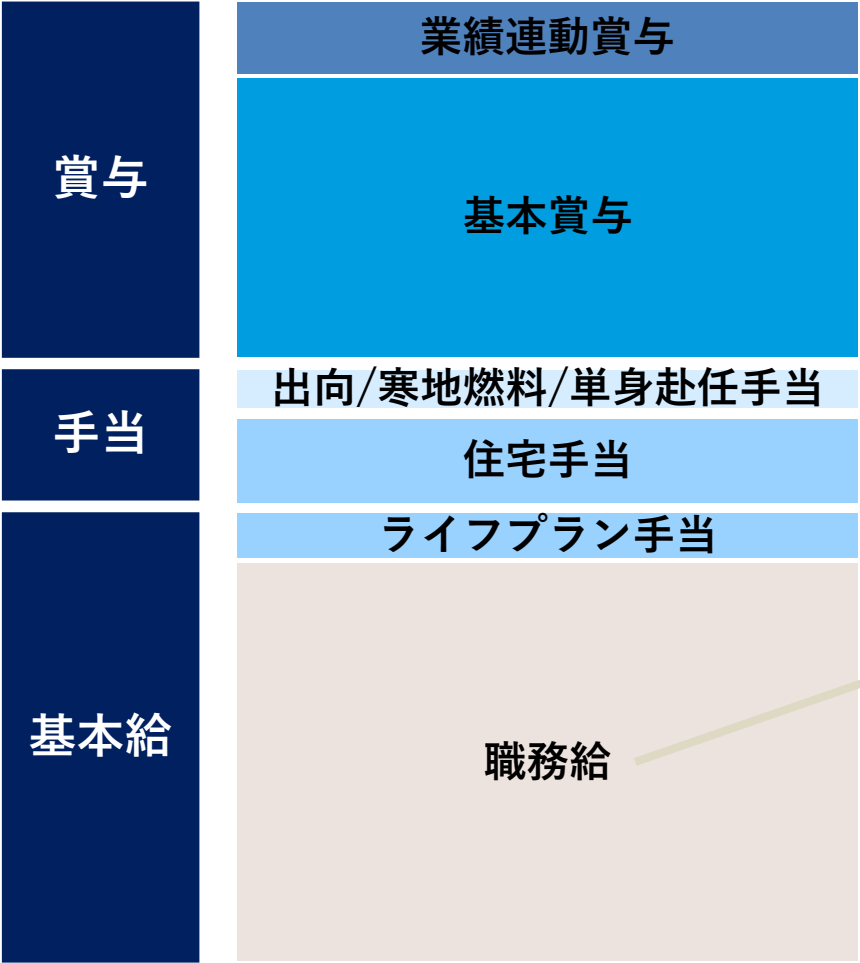 賞与
業績連動賞与
基本賞与
手当
出向/寒地燃料/単身赴任手当
住宅手当
基本給
ライフプラン手当
職務給